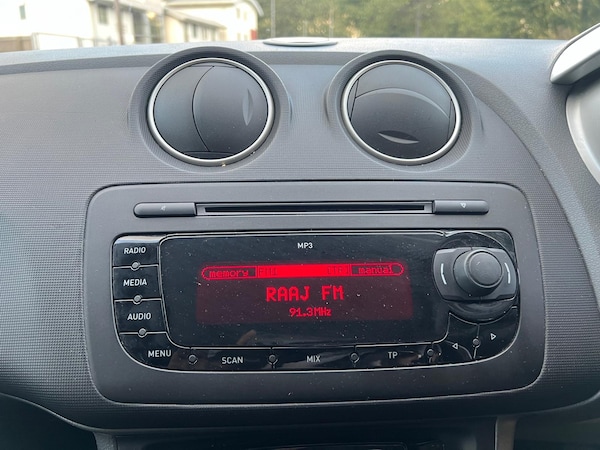 MP3
RADIO
MEDIA
AUDIO
MENU
memory manual
RAAJ FM
91.3MHz
SCAN MIX TP